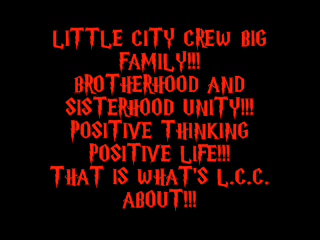 LITTLE CITY CREW BIG
FAMILY!!!
BROTHERHOOD AND
SISTERHOOD UNITY!!!
POSITIVE THINKING
POSITIVE LIFE!!!
THAT IS WHAT'S L.C.C.
ABOUT!!!